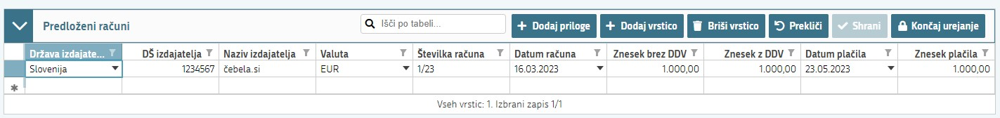 Predloženi računi Išči po tabeli... + Dodaj priloge + Dodaj vrstico Briši vrstico Prekliči Shrani Končaj urejanje
Država izdajate... DŠ izdajatelja Naziv izdajatelja Valuta Številka računa Datum računa Znesek brez DDV Znesek z DDV Datum plačila Znesek plačila
Slovenija 1234567 čebela.si EUR 1/23 16.03.2023 1.000,00 1.000,00 23.05.2023 1.000,00
*
Vseh vrstic: 1. Izbrani zapis 1/1